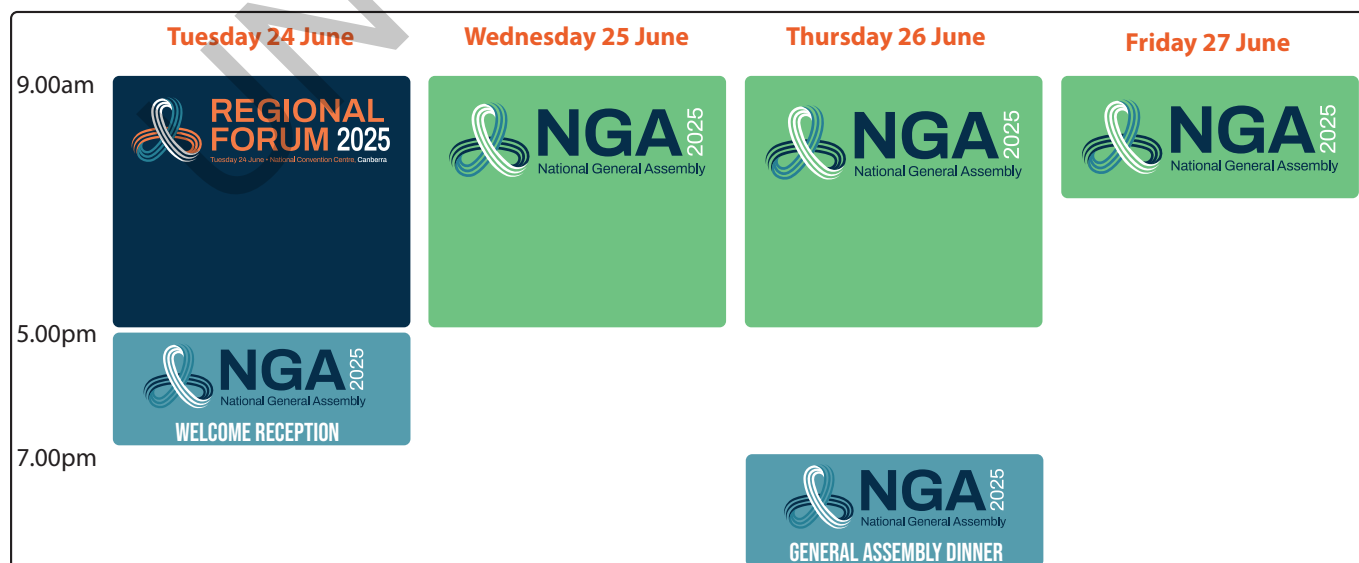 Tuesday 24 June
Wednesday 25 June
Thursday 26 June
Friday 27 June
9.00am
REGIONAL
FORUM 2025
Tuesday 24 June • National Convention Centre, Canberra
NGA 2025
National General Assembly
NGA 2025
National General Assembly
NGA 2025
National General Assembly
5.00pm
NGA 2025
National General Assembly
WELCOME RECEPTION
7.00pm
NGA 2025
National General Assembly
GENERAL ASSEMBLY DINNER